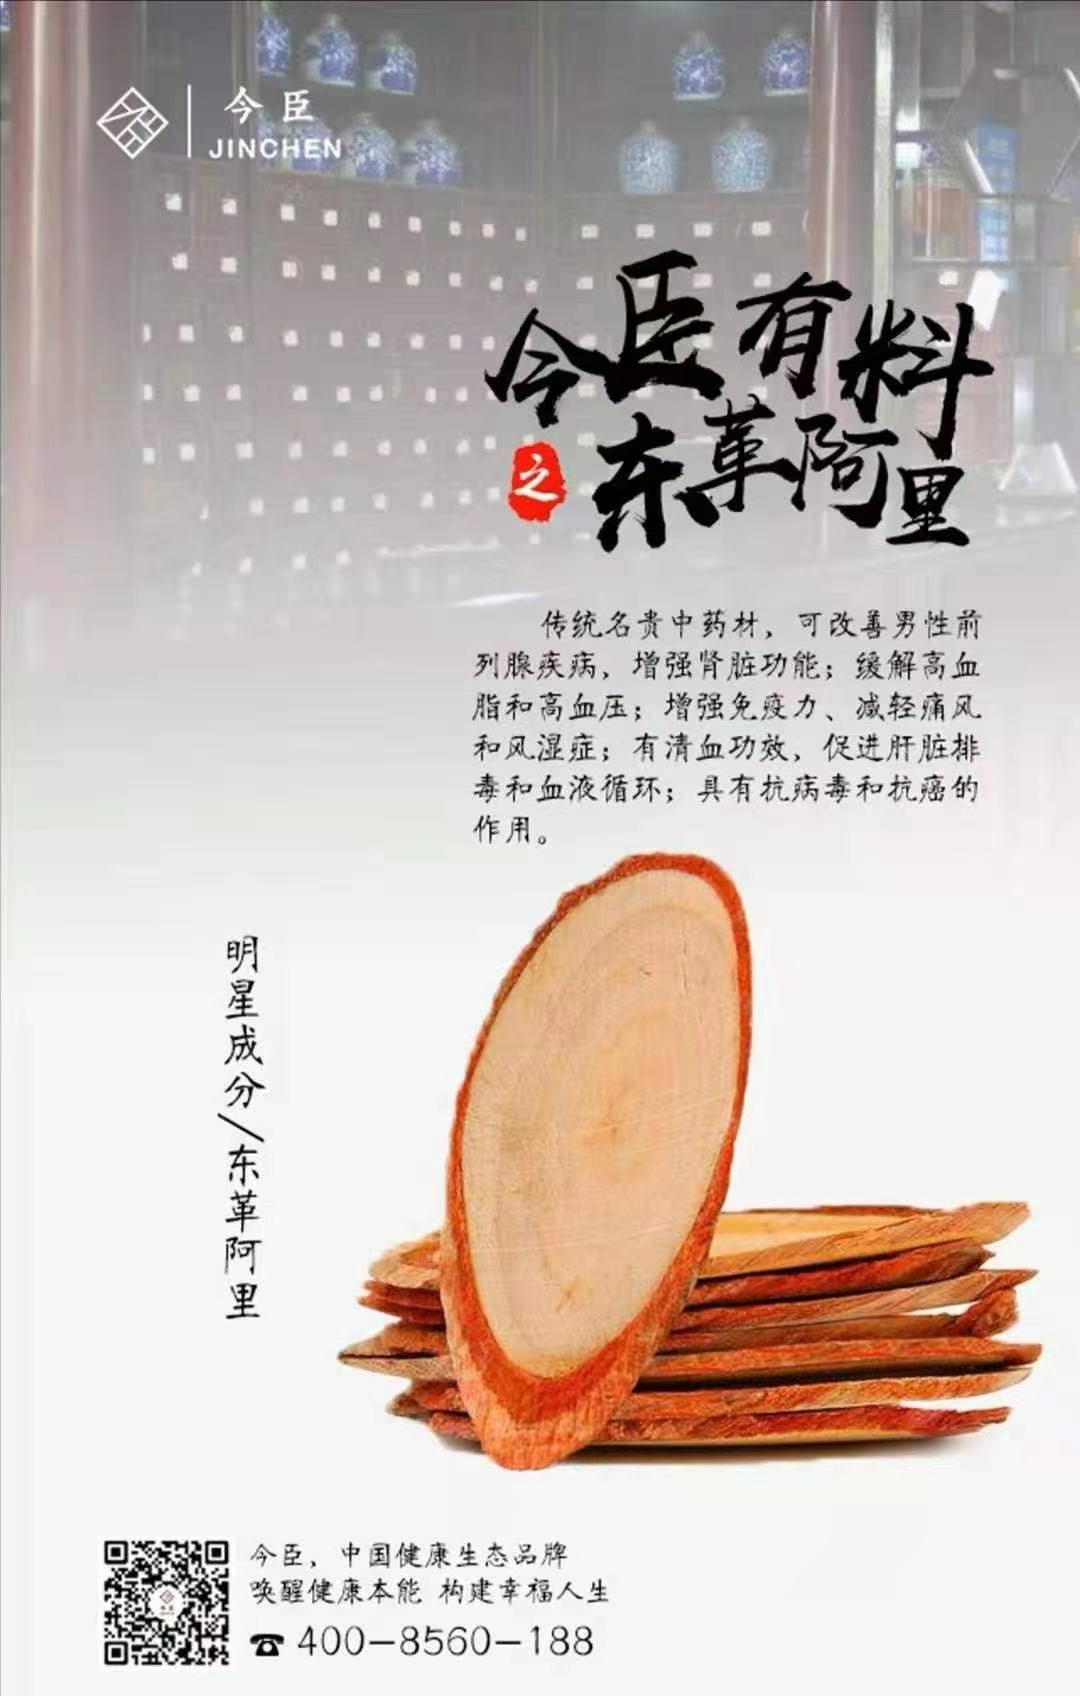 今臣
JINCHEN
今臣有料
之
东革阿里
传统名贵中药材，可改善男性前
列腺疾病，增强肾脏功能；缓解高血
脂和高血压；增强免疫力、减轻痛风
和风湿症；有清血功效，促进肝脏排
毒和血液循环；具有抗病毒和抗癌的
作用。
明星成分/东革阿里
今臣，中国健康生态品牌
唤醒健康本能 构建幸福人生
400-8560-188